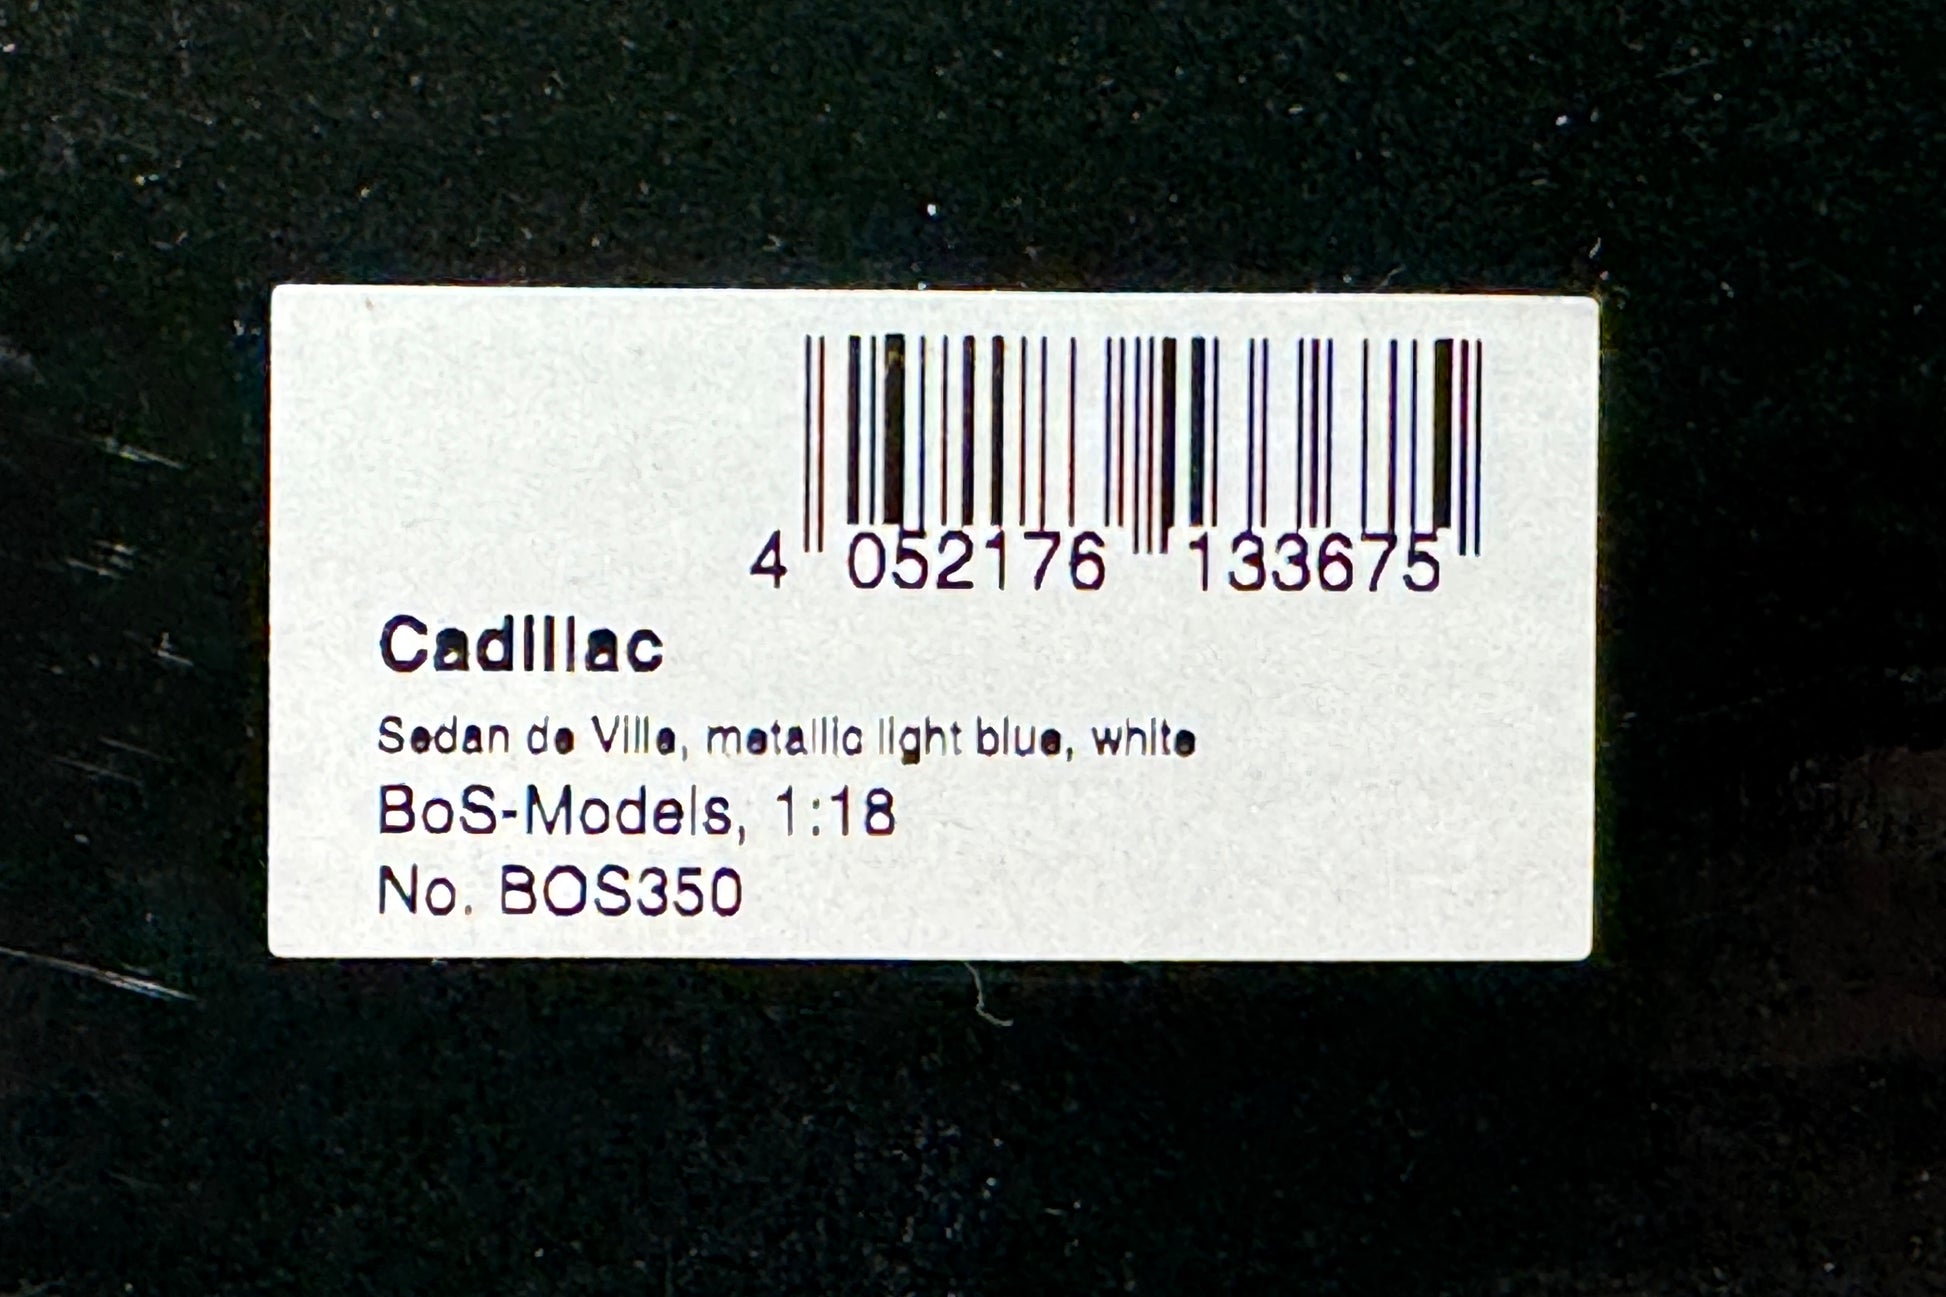 4 052176 133675
Cadillac
Sedan de Ville, metallic light blue, white
BoS-Models, 1:18
No. BOS350